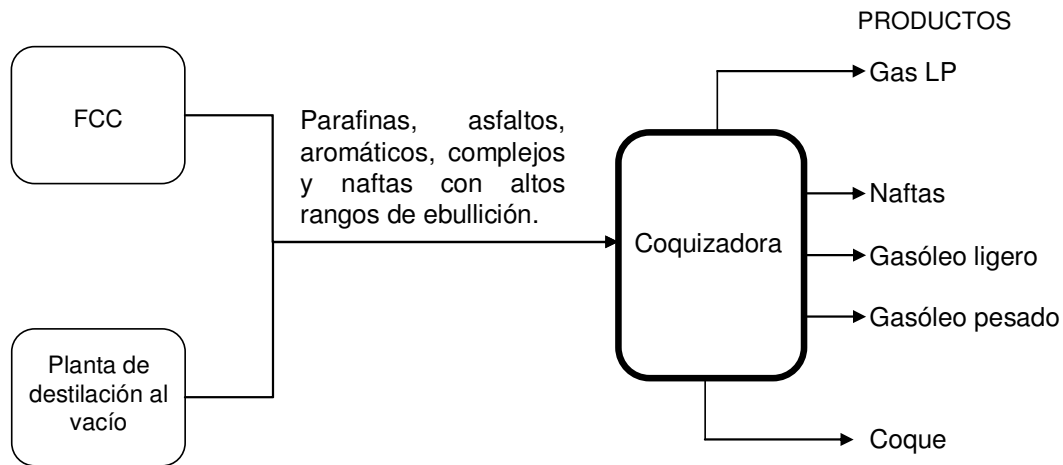 PRODUCTOS
Gas LP
FCC
Parafinas, asfaltos,
aromáticos, complejos
y naftas con altos
rangos de ebullición.
Naftas
Coquizadora
Gasóleo ligero
Gasóleo pesado
Planta de
destilación al
vacío
Coque